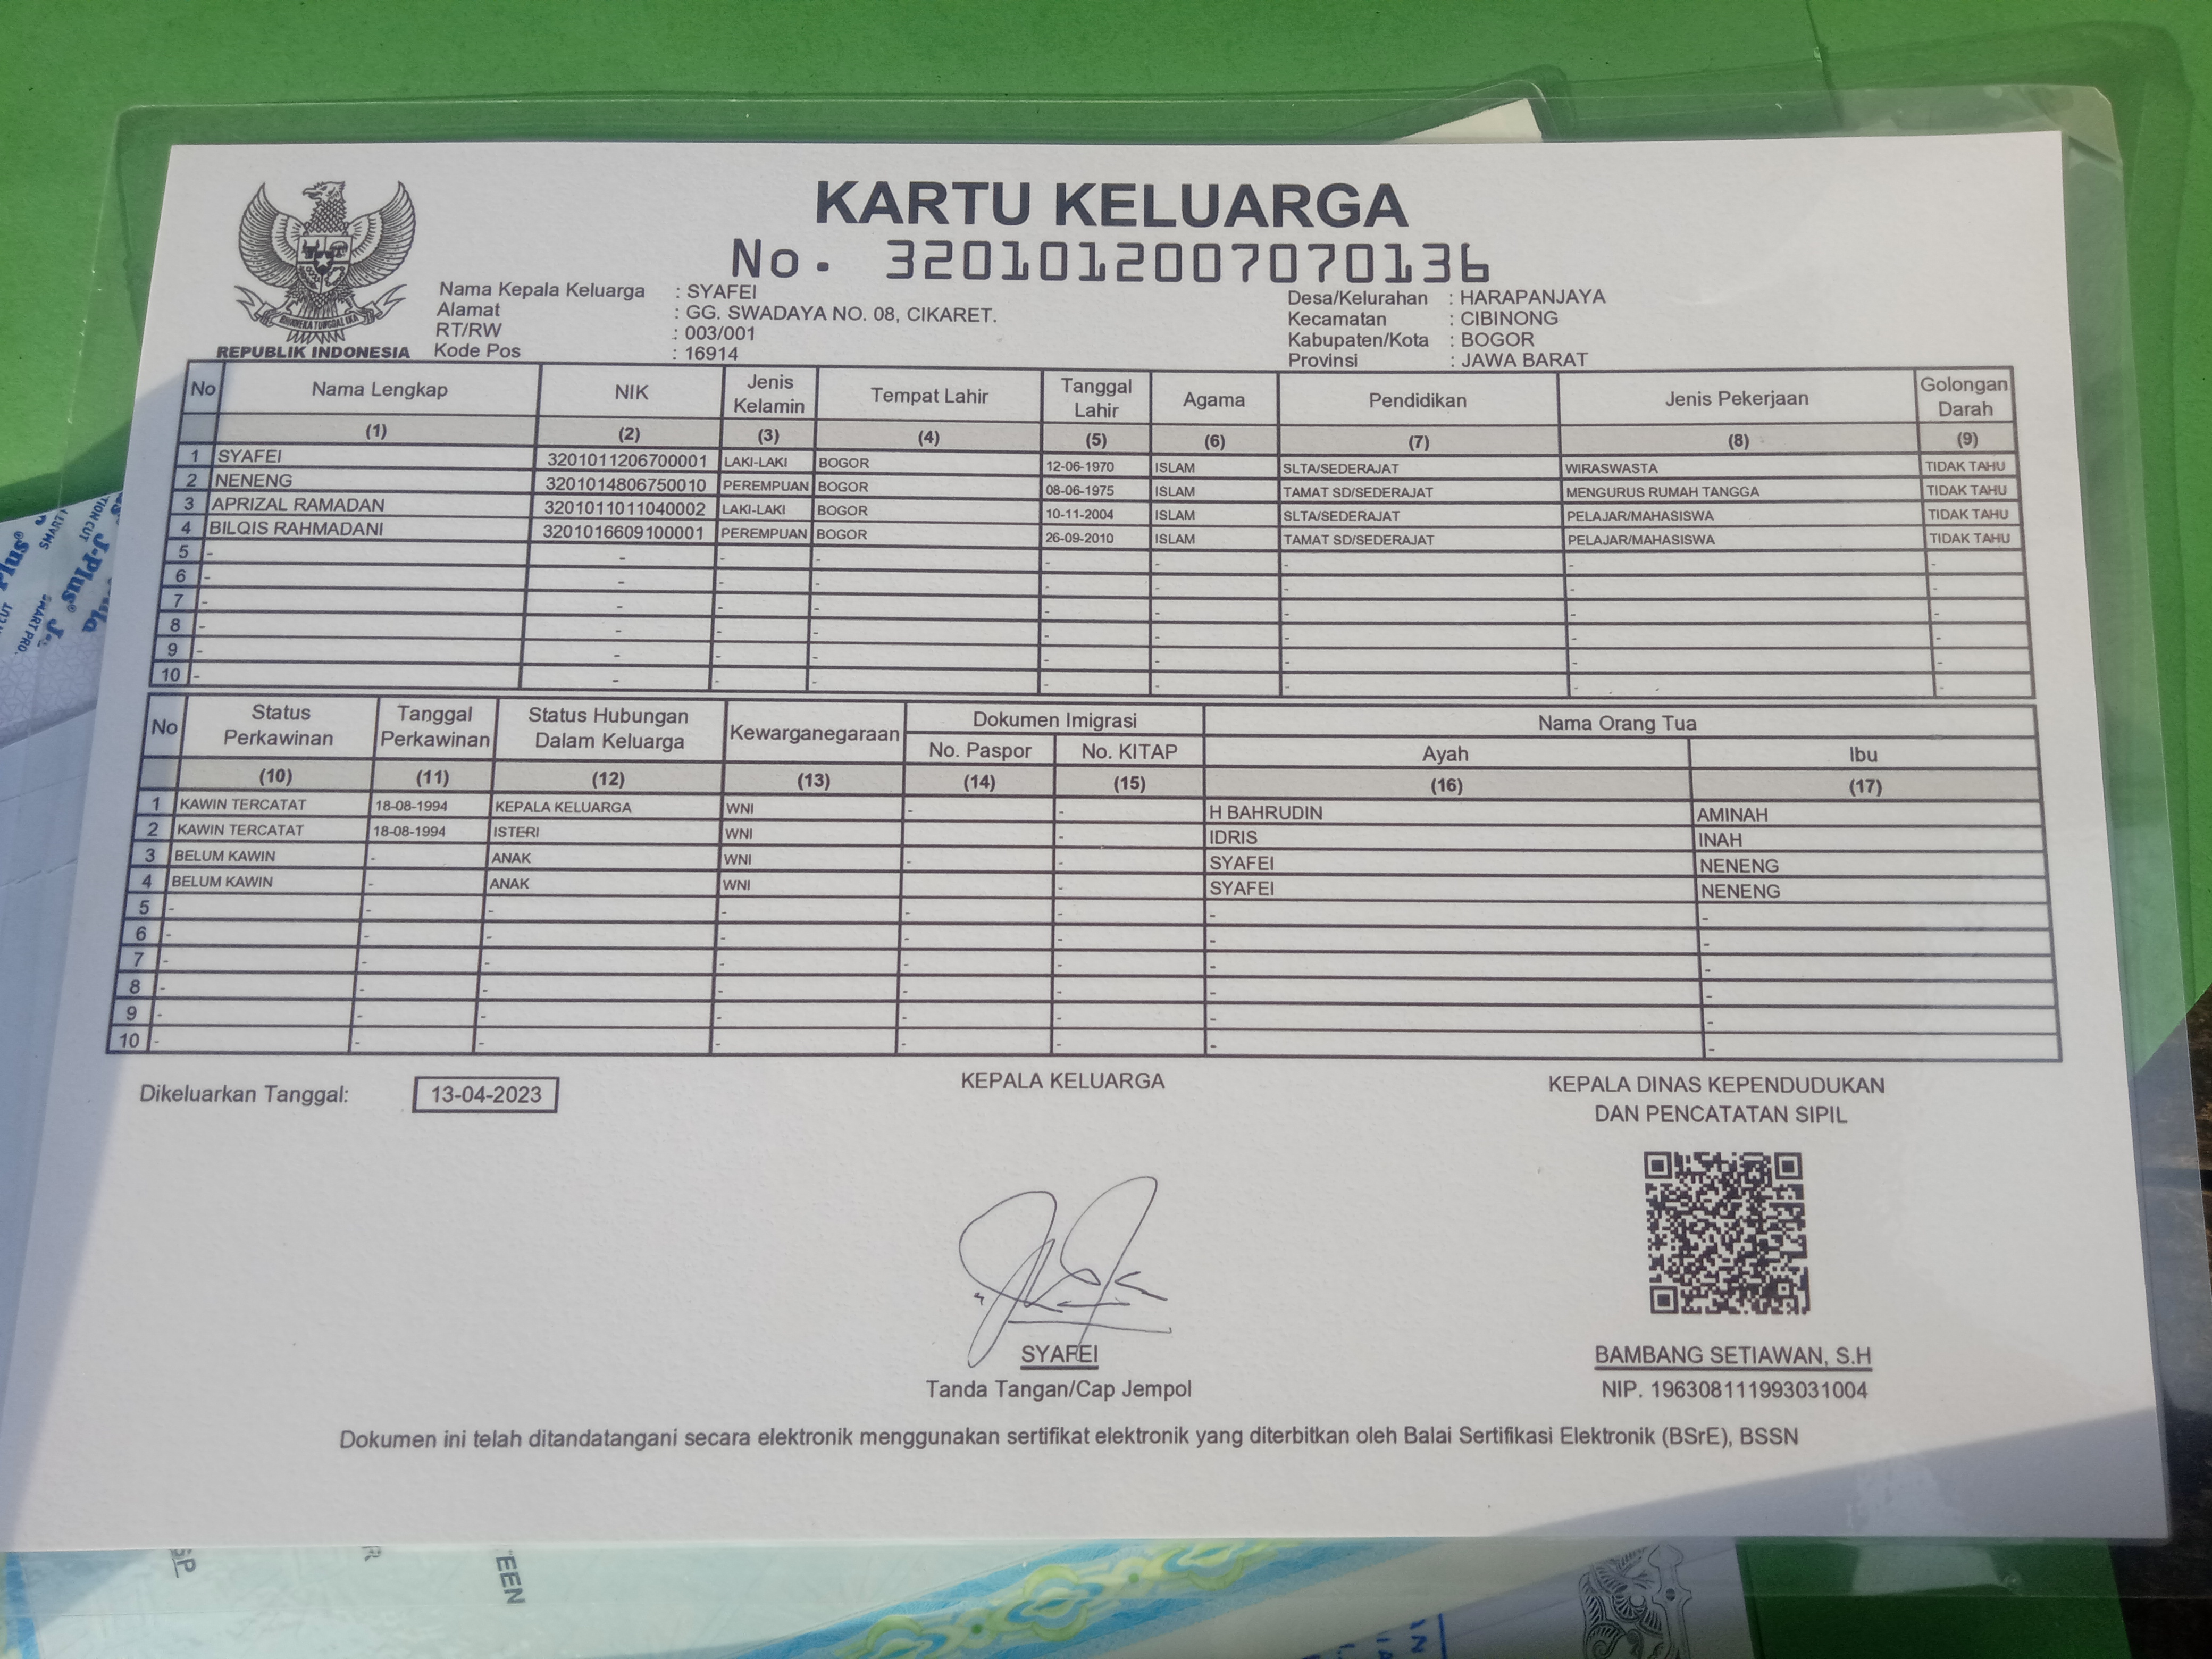 KARTU KELUARGA
No. 3201012007070136
REPUBLIK INDONESIA
Nama Kepala Keluarga : SYAFEI
Alamat : GG. SWADAYA NO. 08, CIKARET.
RT/RW : 003/001
Kode Pos : 16914
Desa/Kelurahan : HARAPANJAYA
Kecamatan : CIBINONG
Kabupaten/Kota : BOGOR
Provinsi : JAWA BARAT
No Nama Lengkap NIK Jenis Kelamin Tempat Lahir Tanggal Lahir Agama Pendidikan Jenis Pekerjaan Golongan Darah
(1) (2) (3) (4) (5) (6) (7) (8) (9)
1 SYAFEI 3201011206700001 LAKI-LAKI BOGOR 12-06-1970 ISLAM SLTA/SEDERAJAT WIRASWASTA TIDAK TAHU
2 NENENG 3201014806750010 PEREMPUAN BOGOR 08-06-1975 ISLAM TAMAT SD/SEDERAJAT MENGURUS RUMAH TANGGA TIDAK TAHU
3 APRIZAL RAMADAN 3201011011040002 LAKI-LAKI BOGOR 10-11-2004 ISLAM SLTA/SEDERAJAT PELAJAR/MAHASISWA TIDAK TAHU
4 BILQIS RAHMADANI 3201016609100001 PEREMPUAN BOGOR 26-09-2010 ISLAM TAMAT SD/SEDERAJAT PELAJAR/MAHASISWA TIDAK TAHU
5 - - - - - - - - -
6 - - - - - - - - -
7 - - - - - - - - -
8 - - - - - - - - -
9 - - - - - - - - -
10 - - - - - - - - -
No Status Perkawinan Tanggal Perkawinan Status Hubungan Dalam Keluarga Kewarganegaraan Dokumen Imigrasi Nama Orang Tua
No. Paspor No. KITAP Ayah Ibu
(10) (11) (12) (13) (14) (15) (16) (17)
1 KAWIN TERCATAT 18-08-1994 KEPALA KELUARGA WNI - - H BAHRUDIN AMINAH
2 KAWIN TERCATAT 18-08-1994 ISTERI WNI - IDRIS INAH
3 BELUM KAWIN - ANAK WNI - - SYAFEI NENENG
4 BELUM KAWIN - ANAK WNI - SYAFEI NENENG
5 - - - - - - - -
6 - - - - - - - -
7 - - - - - - - -
8 - - - - - - - -
9 - - - - - - - -
10 - - - - - - - -
Dikeluarkan Tanggal: 13-04-2023
KEPALA KELUARGA
SYAFEI
Tanda Tangan/Cap Jempol
KEPALA DINAS KEPENDUDUKAN
DAN PENCATATAN SIPIL
BAMBANG SETIAWAN, S.H
NIP. 196308111993031004
Dokumen ini telah ditandatangani secara elektronik menggunakan sertifikat elektronik yang diterbitkan oleh Balai Sertifikasi Elektronik (BSrE), BSSN
J-Plus®